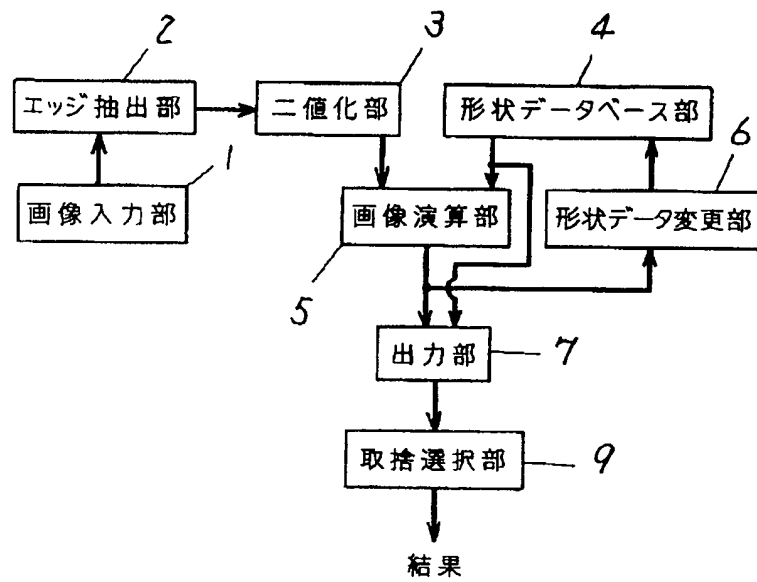 2
3
4
エッジ抽出部
二値化部
形状データベース部
6
1
画像入力部
画像演算部
形状データ変更部
5
出力部
7
取捨選択部
9
結果